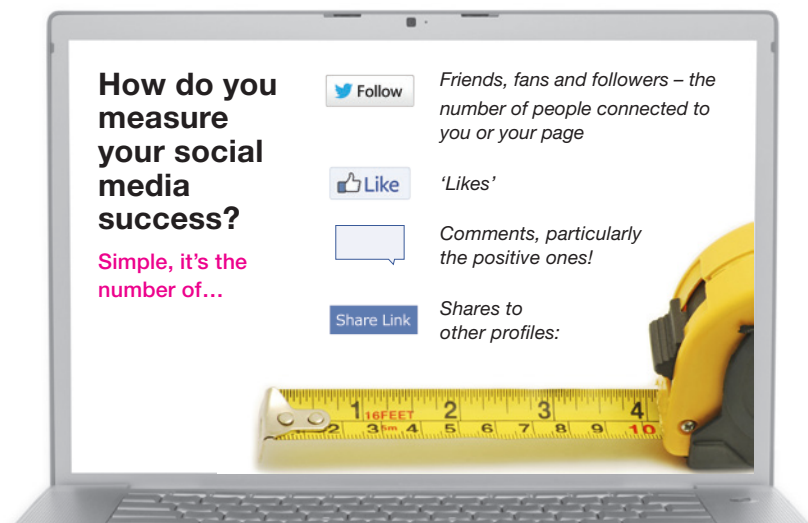 How do you
measure
your social
media
success?
Simple, it's the
number of…
Follow
Friends, fans and followers – the
number of people connected to
you or your page
Like
'Likes'
Comments, particularly
the positive ones!
Share Link
Shares to
other profiles:
1 16FEET 2 3 4
1 2 3 5m 4 5 6 7 8 9 10